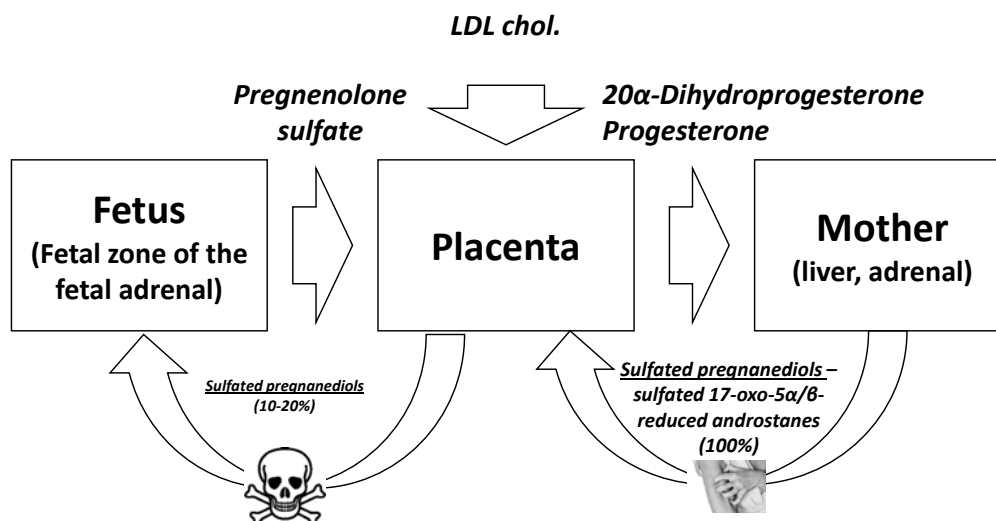 LDL chol.
Pregnenolone
sulfate
20α-Dihydroprogesterone
Progesterone
Fetus
(Fetal zone of the
fetal adrenal)
Placenta
Mother
(liver, adrenal)
Sulfated pregnanediols
(10-20%)
Sulfated pregnanediols –
sulfated 17-oxo-5α/β-
reduced androstanes
(100%)